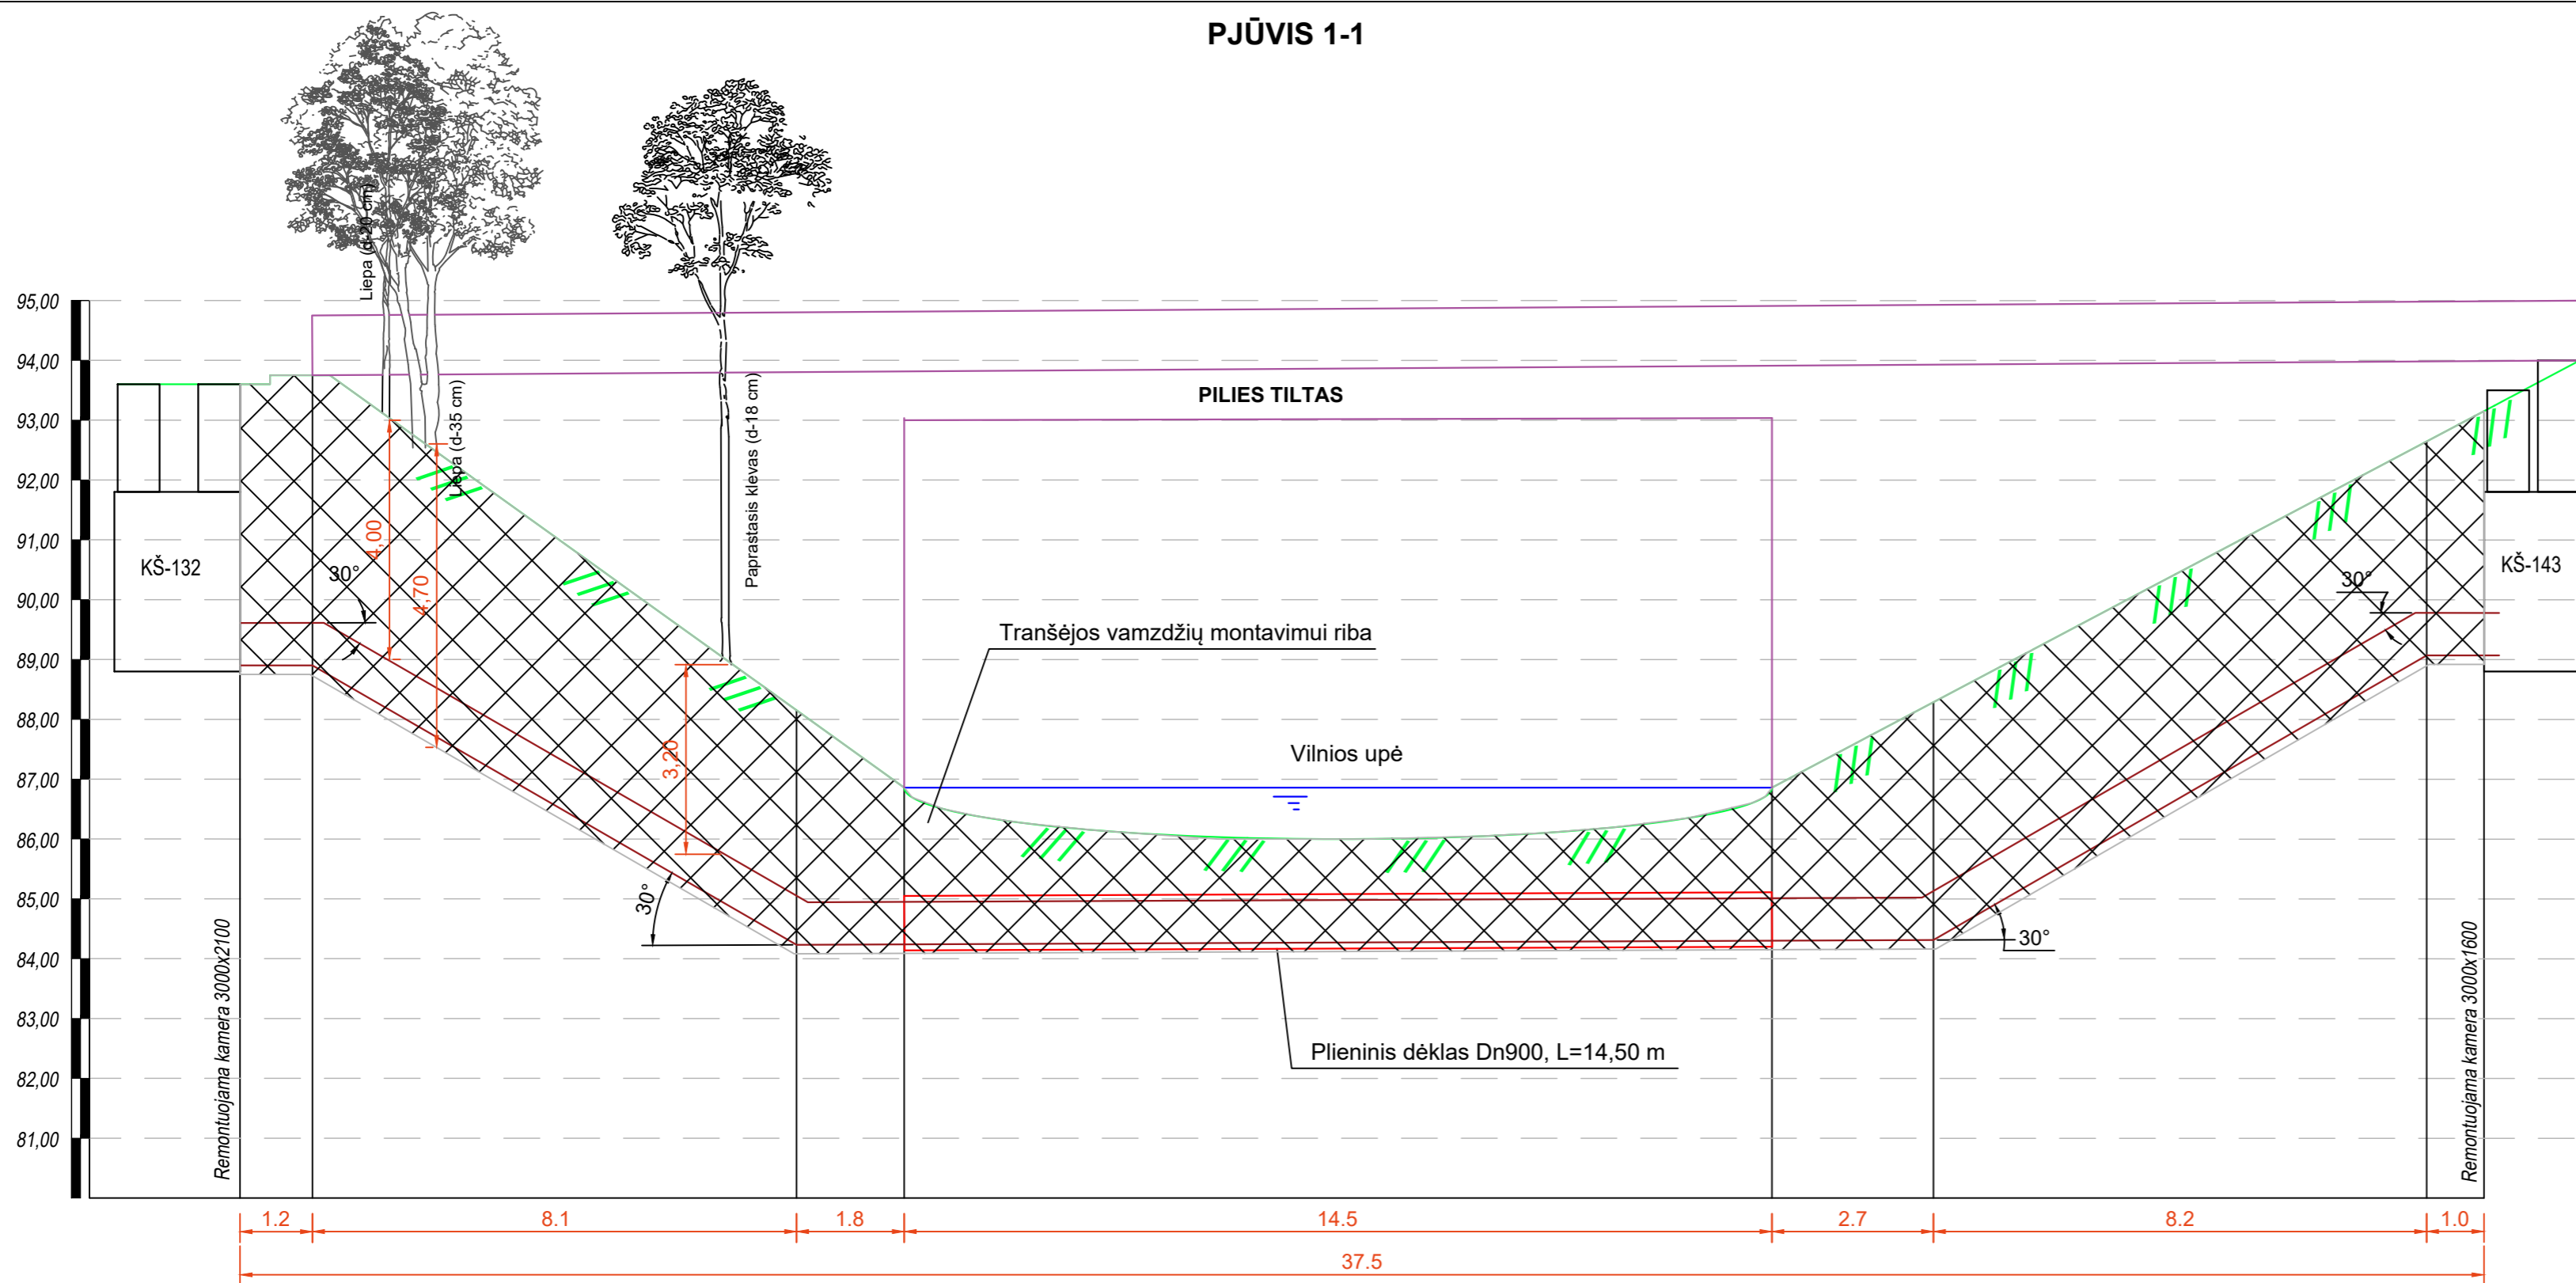 PJŪVIS 1-1
Liepa (d-20 cm)
Liepa (d-35 cm)
Paprastasis klevas (d-18 cm)
95,00
94,00
93,00
92,00
91,00
90,00
89,00
88,00
87,00
86,00
85,00
84,00
83,00
82,00
81,00
PILIES TILTAS
KŠ-132
KŠ-143
4,00
4,70
3,20
30°
30°
30°
30°
Tranšėjos vamzdžių montavimui riba
Vilnios upė
Plieninis dėklas Dn900, L=14,50 m
Remontuojama kamera 3000x2100
Remontuojama kamera 3000x1600
1.2
8.1
1.8
14.5
2.7
8.2
1.0
37.5